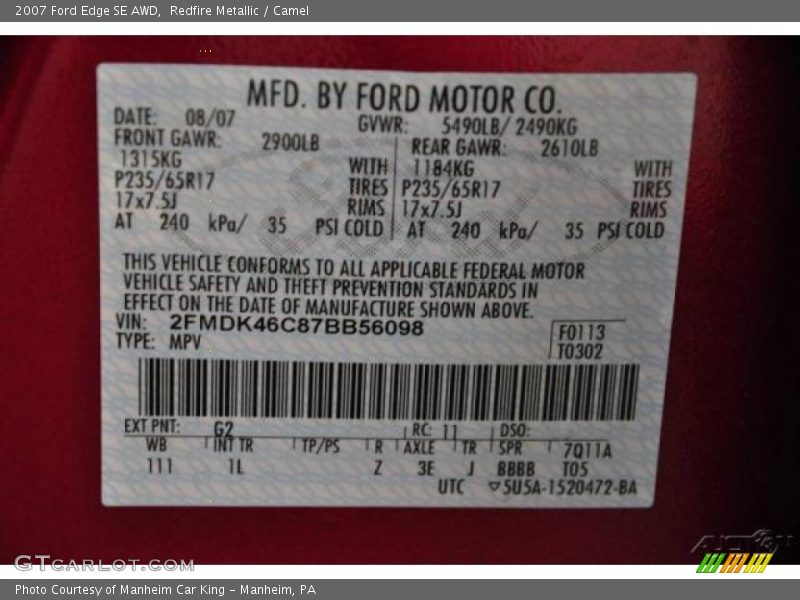 2007 Ford Edge SE AWD,  Redfire Metallic / Camel
MFD. BY FORD MOTOR CO.
DATE: 08/07 GVWR: 5490LB/ 2490KG
FRONT GAWR: 2900LB REAR GAWR: 2610LB
1315KG WITH 1184KG WITH
P235/65R17 TIRES P235/65R17 TIRES
17x7.5J RIMS 17x7.5J RIMS
AT 240 kPa/ 35 PSI COLD AT 240 kPa/ 35 PSI COLD
THIS VEHICLE CONFORMS TO ALL APPLICABLE FEDERAL MOTOR
VEHICLE SAFETY AND THEFT PREVENTION STANDARDS IN
EFFECT ON THE DATE OF MANUFACTURE SHOWN ABOVE.
VIN: 2FMDK46C87BB56098 F0113
TYPE: MPV T0302
EXT PNT: G2 RC: 11 DSO:
WB INT TR TP/PS R AXLE TR SPR 7Q11A
111 1L Z 3E J BBBB T05
UTC ▽5U5A-1520472-BA
GTCarLot.com
Photo Courtesy of Manheim Car King - Manheim, PA